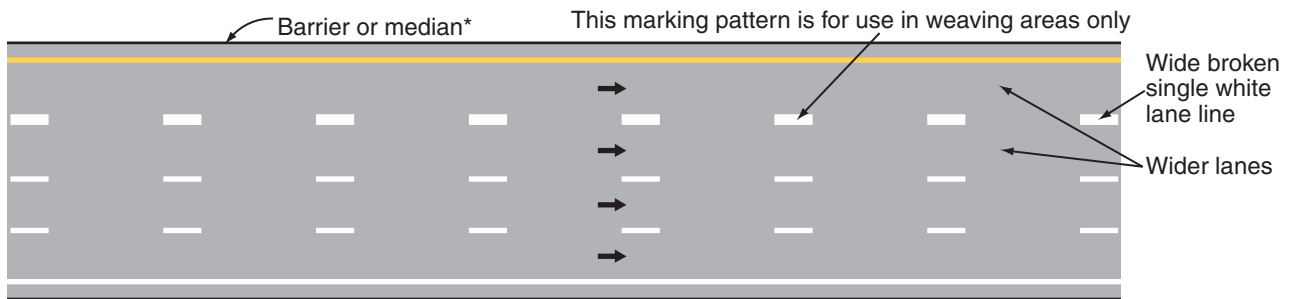 Barrier or median*
This marking pattern is for use in weaving areas only
Wide broken
single white
lane line
Wider lanes